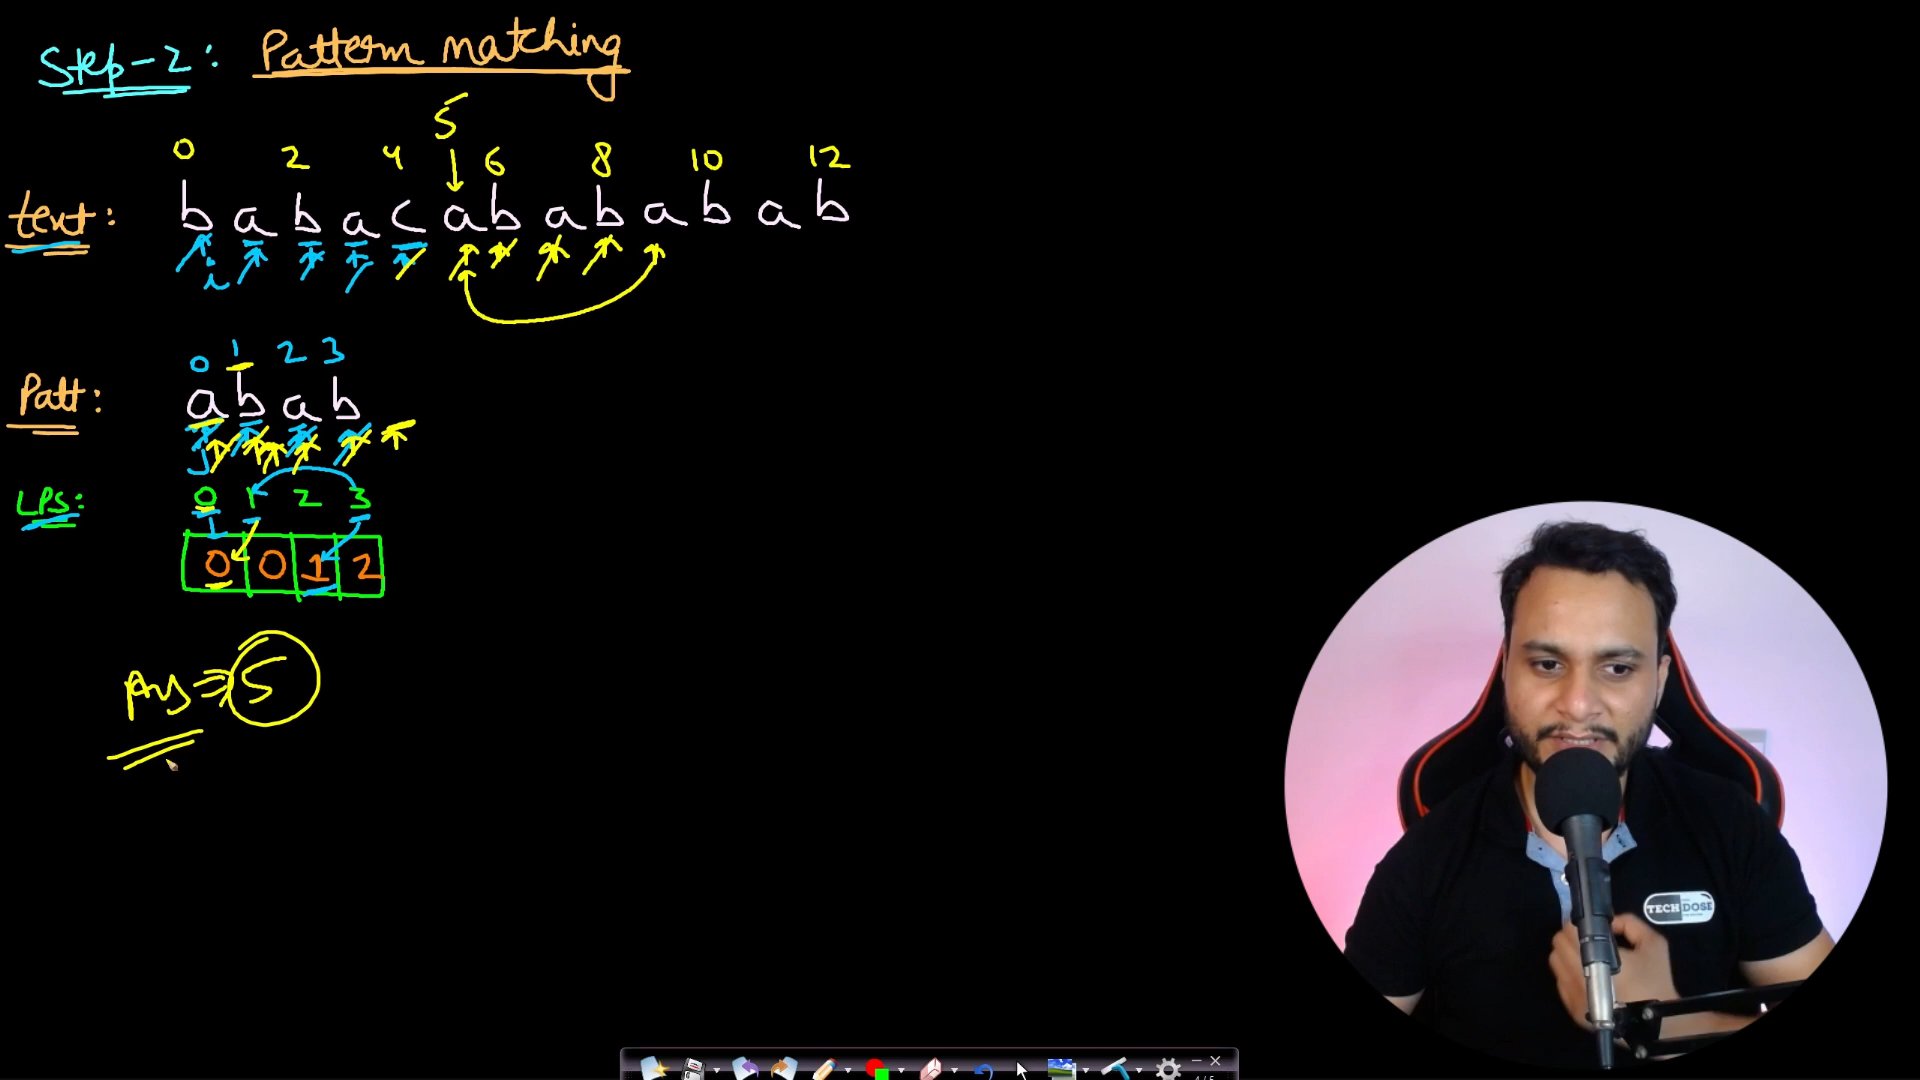 Step-2: Pattern matching
5
0 2 4 6 8 10 12
text: b a b a c a b a b a b a b
i
0 1 2 3
Patt: a b a b
j
LPS: 0 1 2 3
0 0 1 2
Ans => 5
TECH DOSE